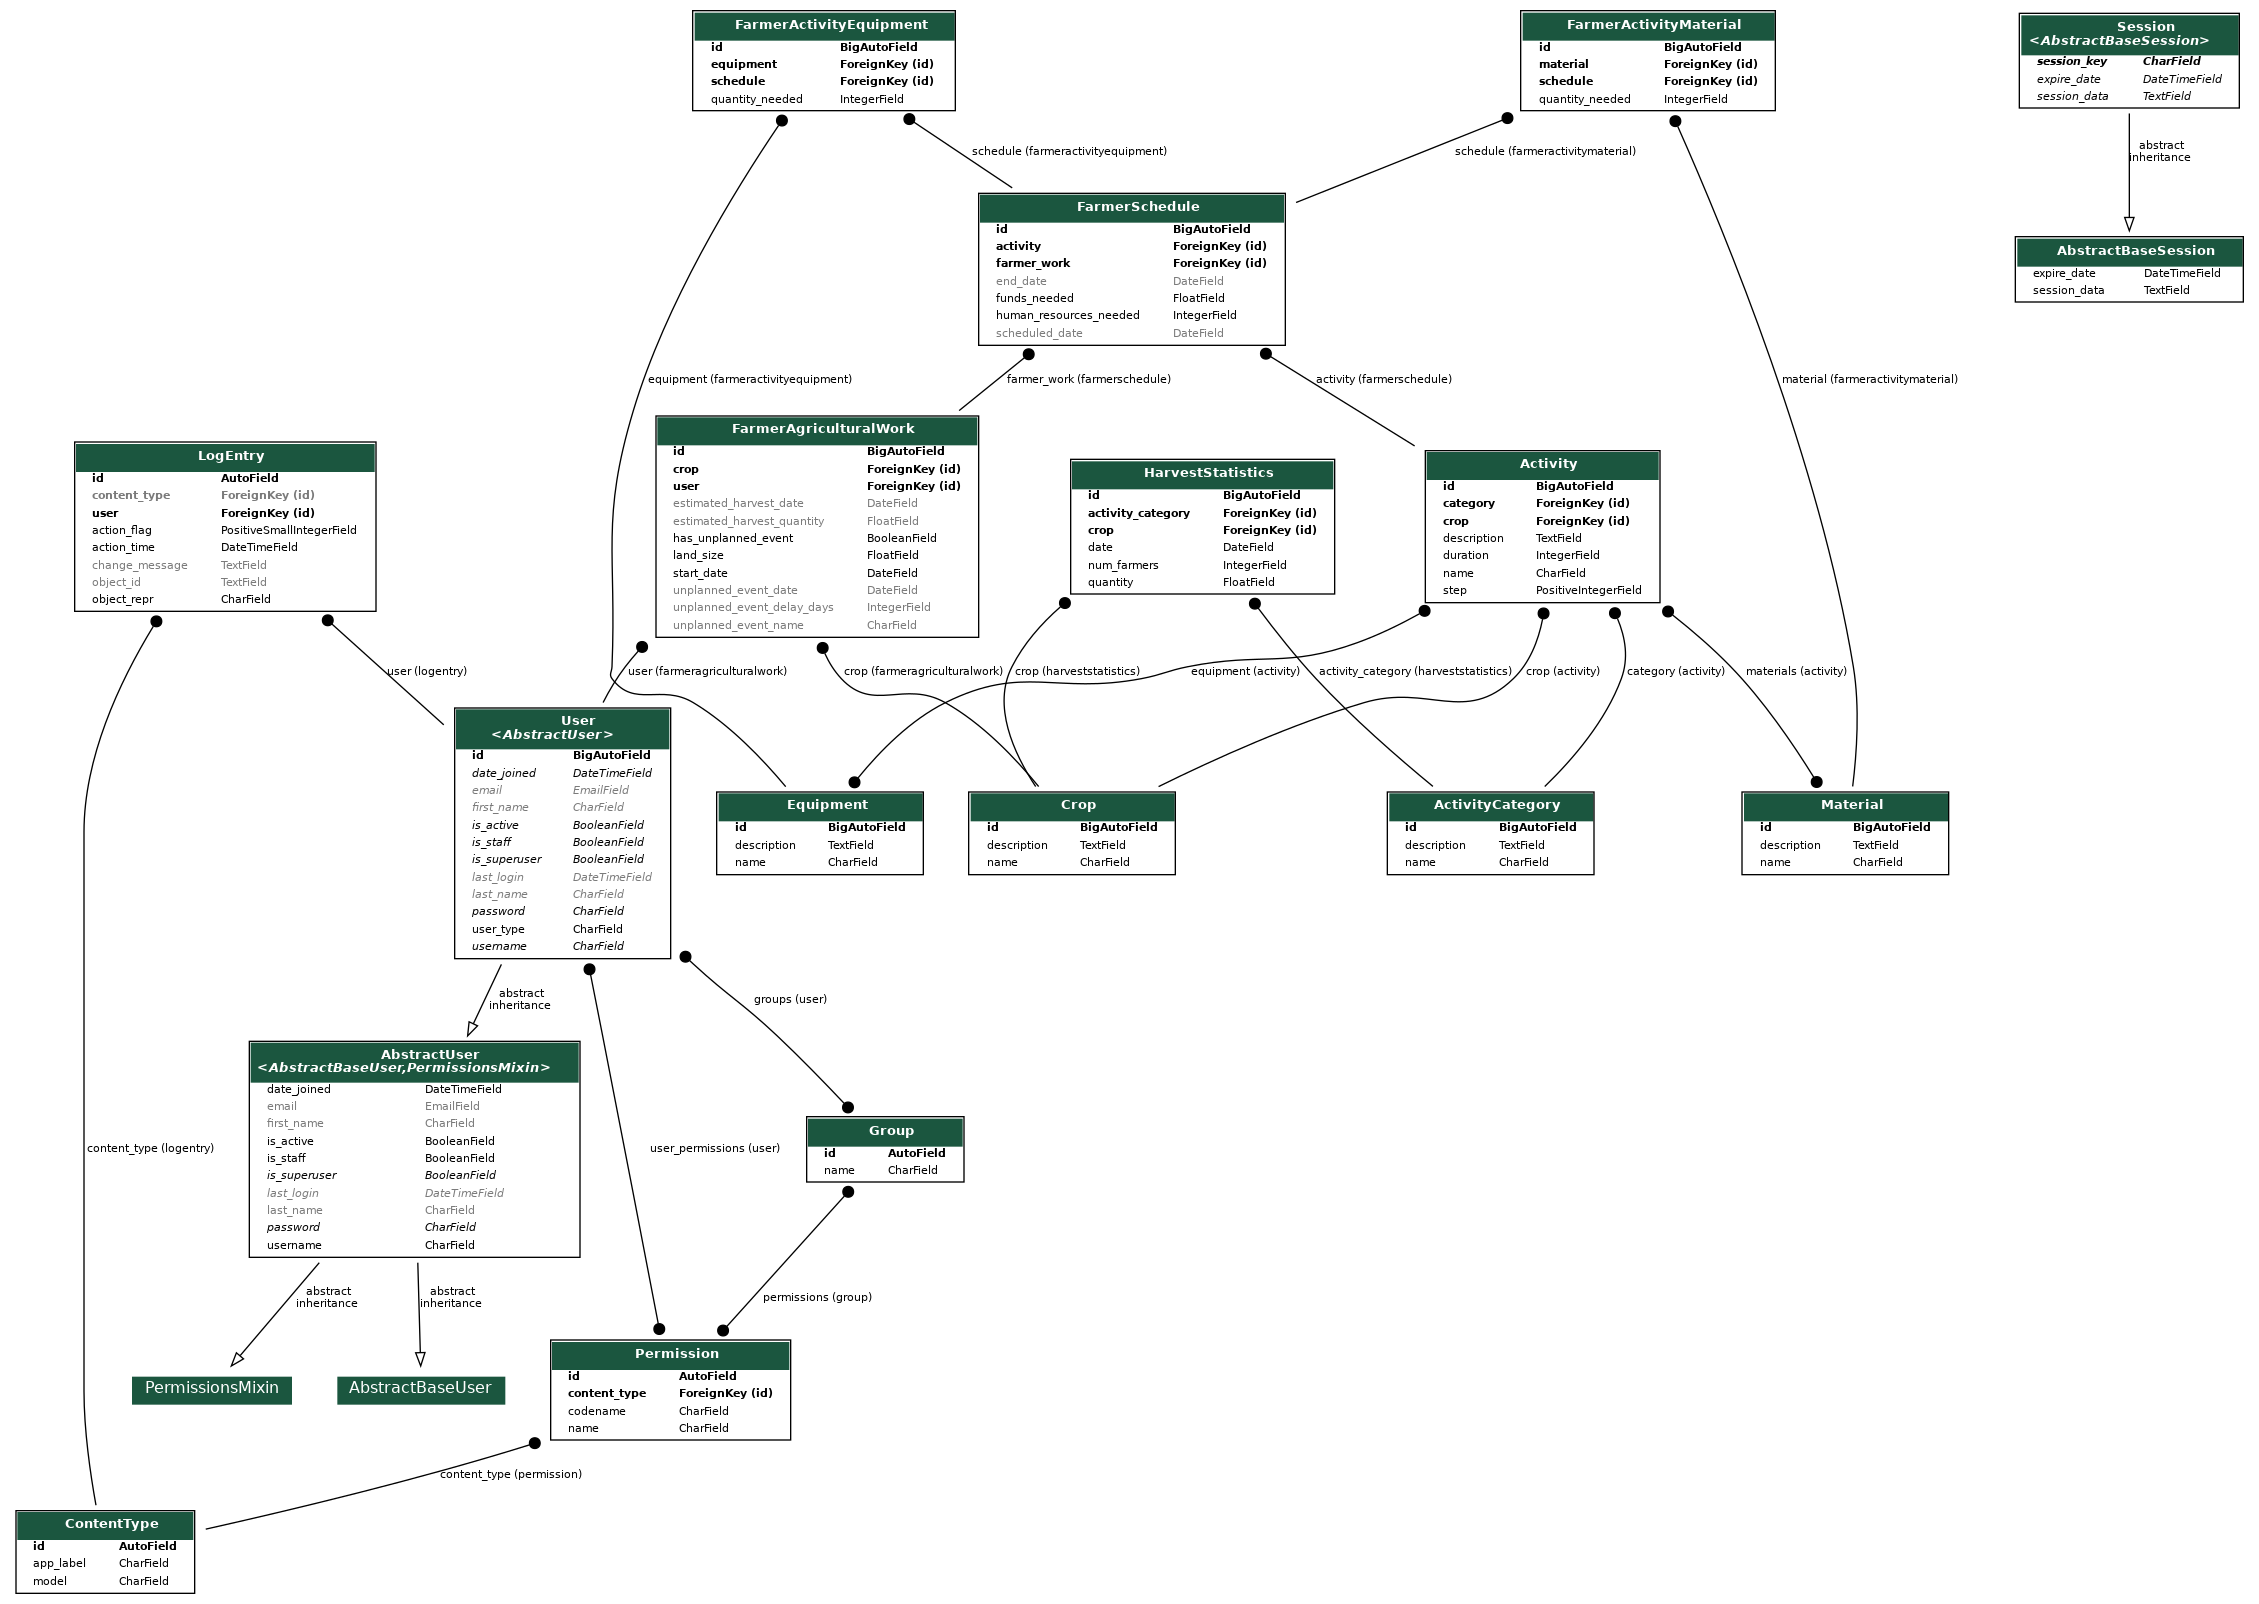 FarmerActivityEquipment
id BigAutoField
equipment ForeignKey (id)
schedule ForeignKey (id)
quantity_needed IntegerField
FarmerActivityMaterial
id BigAutoField
material ForeignKey (id)
schedule ForeignKey (id)
quantity_needed IntegerField
Session
<AbstractBaseSession>
session_key CharField
expire_date DateTimeField
session_data TextField
schedule (farmeractivityequipment)
schedule (farmeractivitymaterial)
abstract
inheritance
FarmerSchedule
id BigAutoField
activity ForeignKey (id)
farmer_work ForeignKey (id)
end_date DateField
funds_needed FloatField
human_resources_needed IntegerField
scheduled_date DateField
AbstractBaseSession
expire_date DateTimeField
session_data TextField
equipment (farmeractivityequipment)
farmer_work (farmerschedule)
activity (farmerschedule)
material (farmeractivitymaterial)
LogEntry
id AutoField
content_type ForeignKey (id)
user ForeignKey (id)
action_flag PositiveSmallIntegerField
action_time DateTimeField
change_message TextField
object_id TextField
object_repr CharField
FarmerAgriculturalWork
id BigAutoField
crop ForeignKey (id)
user ForeignKey (id)
estimated_harvest_date DateField
estimated_harvest_quantity FloatField
has_unplanned_event BooleanField
land_size FloatField
start_date DateField
unplanned_event_date DateField
unplanned_event_delay_days IntegerField
unplanned_event_name CharField
HarvestStatistics
id BigAutoField
activity_category ForeignKey (id)
crop ForeignKey (id)
date DateField
num_farmers IntegerField
quantity FloatField
Activity
id BigAutoField
category ForeignKey (id)
crop ForeignKey (id)
description TextField
duration IntegerField
name CharField
step PositiveIntegerField
user (logentry)
user (farmeragriculturalwork)
crop (farmeragriculturalwork)
crop (harveststatistics)
equipment (activity)
activity_category (harveststatistics)
crop (activity)
category (activity)
materials (activity)
User
<AbstractUser>
id BigAutoField
date_joined DateTimeField
email EmailField
first_name CharField
is_active BooleanField
is_staff BooleanField
is_superuser BooleanField
last_login DateTimeField
last_name CharField
password CharField
user_type CharField
username CharField
Equipment
id BigAutoField
description TextField
name CharField
Crop
id BigAutoField
description TextField
name CharField
ActivityCategory
id BigAutoField
description TextField
name CharField
Material
id BigAutoField
description TextField
name CharField
abstract
inheritance
groups (user)
AbstractUser
<AbstractBaseUser,PermissionsMixin>
date_joined DateTimeField
email EmailField
first_name CharField
is_active BooleanField
is_staff BooleanField
is_superuser BooleanField
last_login DateTimeField
last_name CharField
password CharField
username CharField
content_type (logentry)
user_permissions (user)
Group
id AutoField
name CharField
abstract
inheritance
abstract
inheritance
permissions (group)
PermissionsMixin
AbstractBaseUser
Permission
id AutoField
content_type ForeignKey (id)
codename CharField
name CharField
content_type (permission)
ContentType
id AutoField
app_label CharField
model CharField